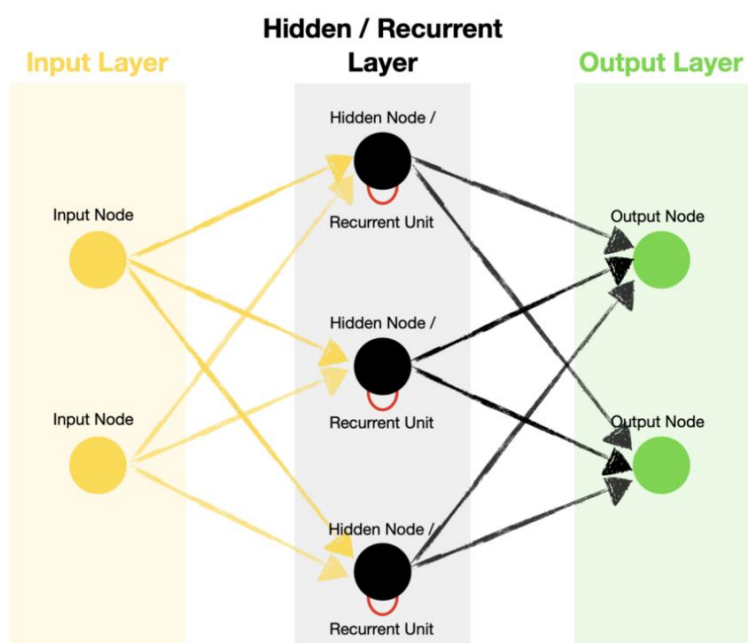 Hidden / Recurrent
Layer
Input Layer
Output Layer
Hidden Node /
Recurrent Unit
Input Node
Output Node
Hidden Node /
Recurrent Unit
Input Node
Output Node
Hidden Node /
Recurrent Unit